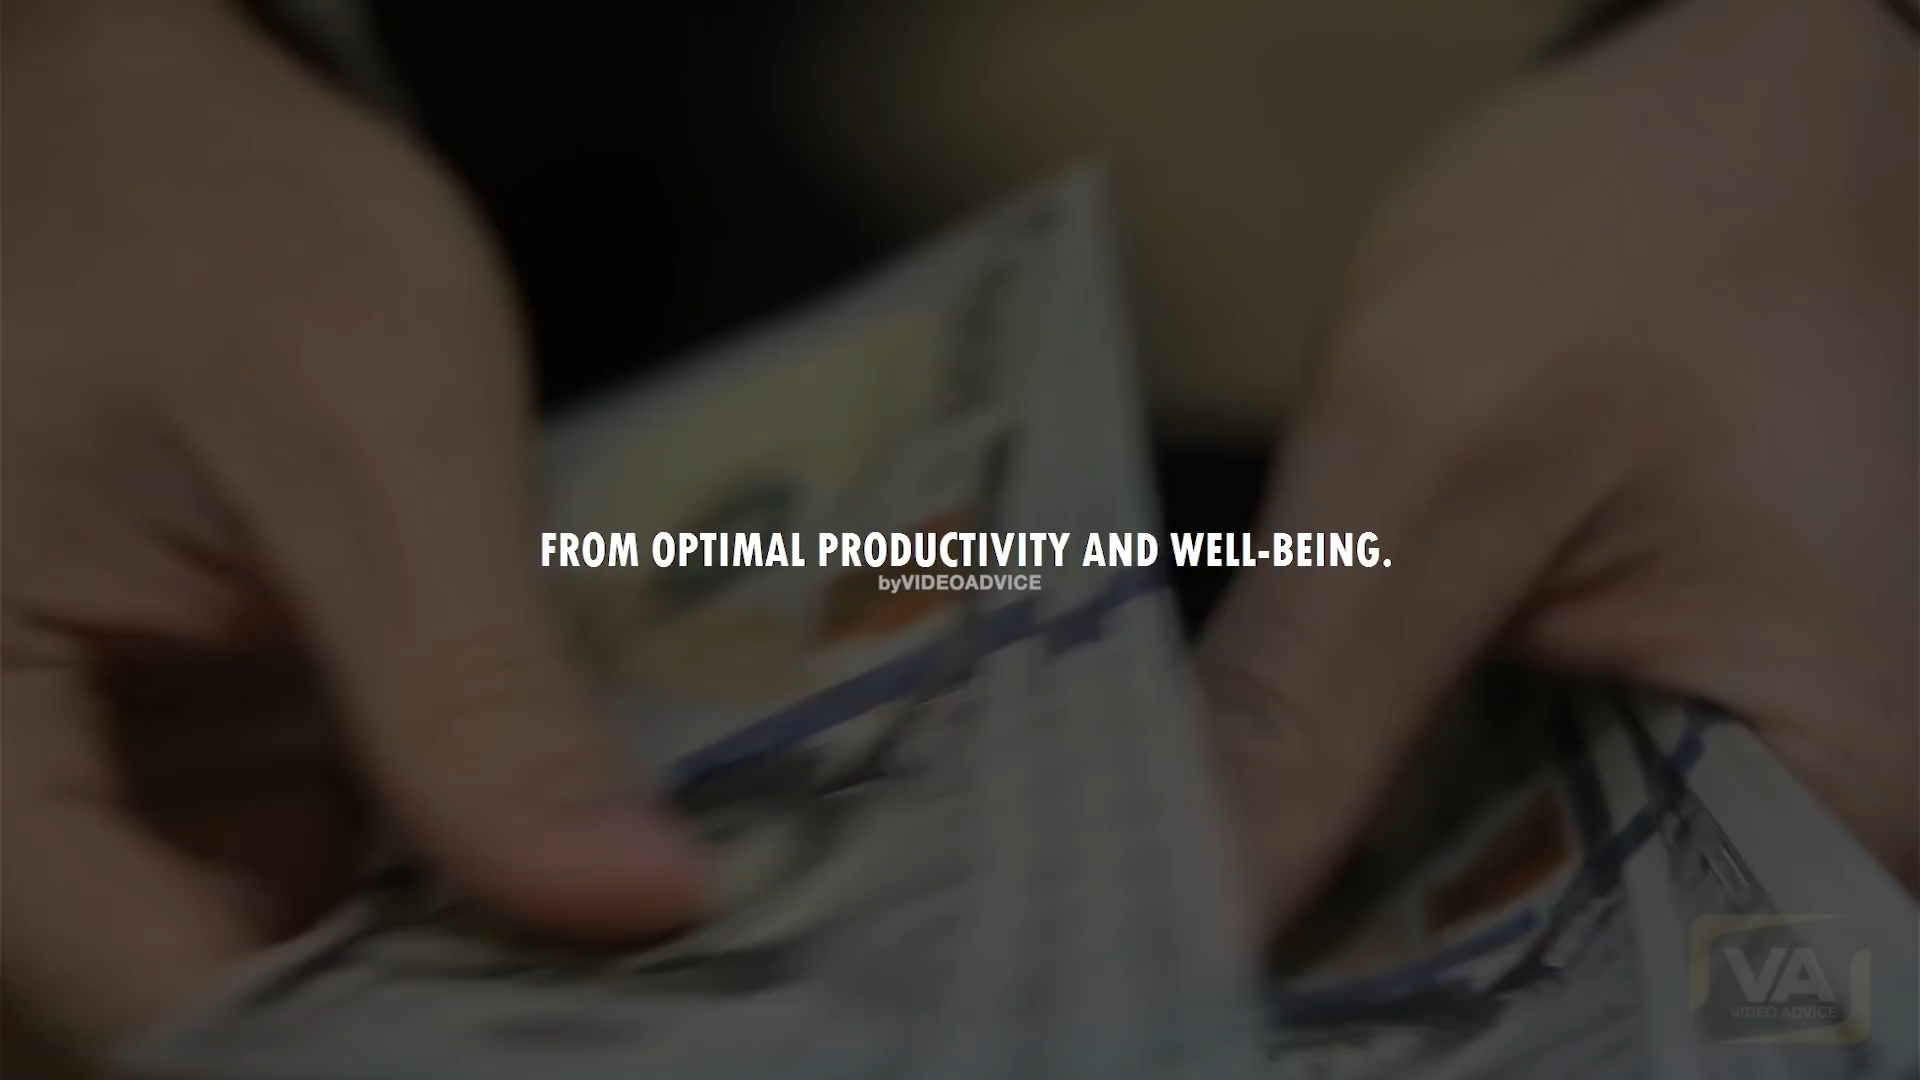 FROM OPTIMAL PRODUCTIVITY AND WELL-BEING.
byVIDEOADVICE
VA
VIDEO ADVICE